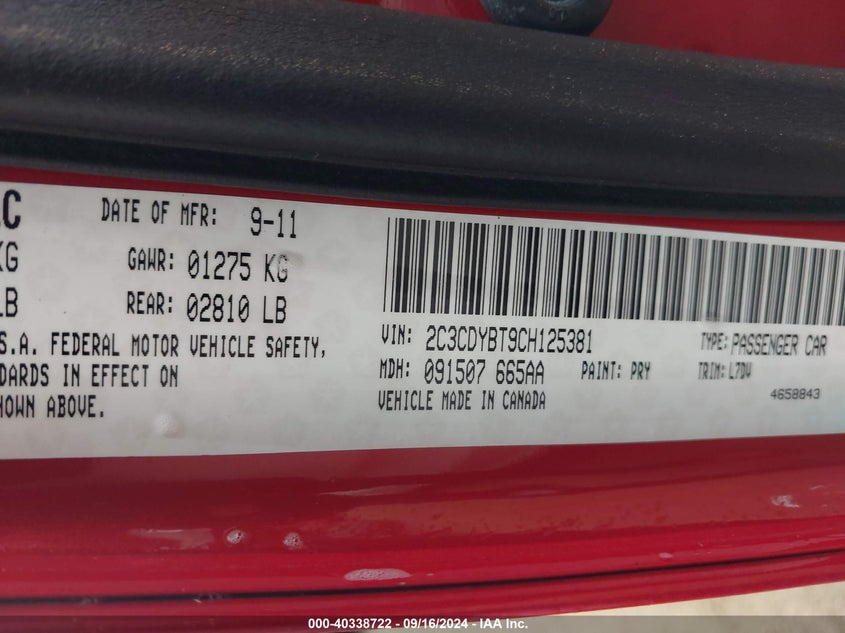 LC DATE OF MFR: 9-11
KG GAWR: 01275 KG
LB REAR: 02810 LB
S.A. FEDERAL MOTOR VEHICLE SAFETY,
DARDS IN EFFECT ON
HOWN ABOVE.
VIN: 2C3CDYBT9CH125381 TYPE: PASSENGER CAR
MDH: 091507 665AA PAINT: PRY TRIM: L7DV
VEHICLE MADE IN CANADA 4658843
000-40338722 - 09/16/2024 - IAA Inc.